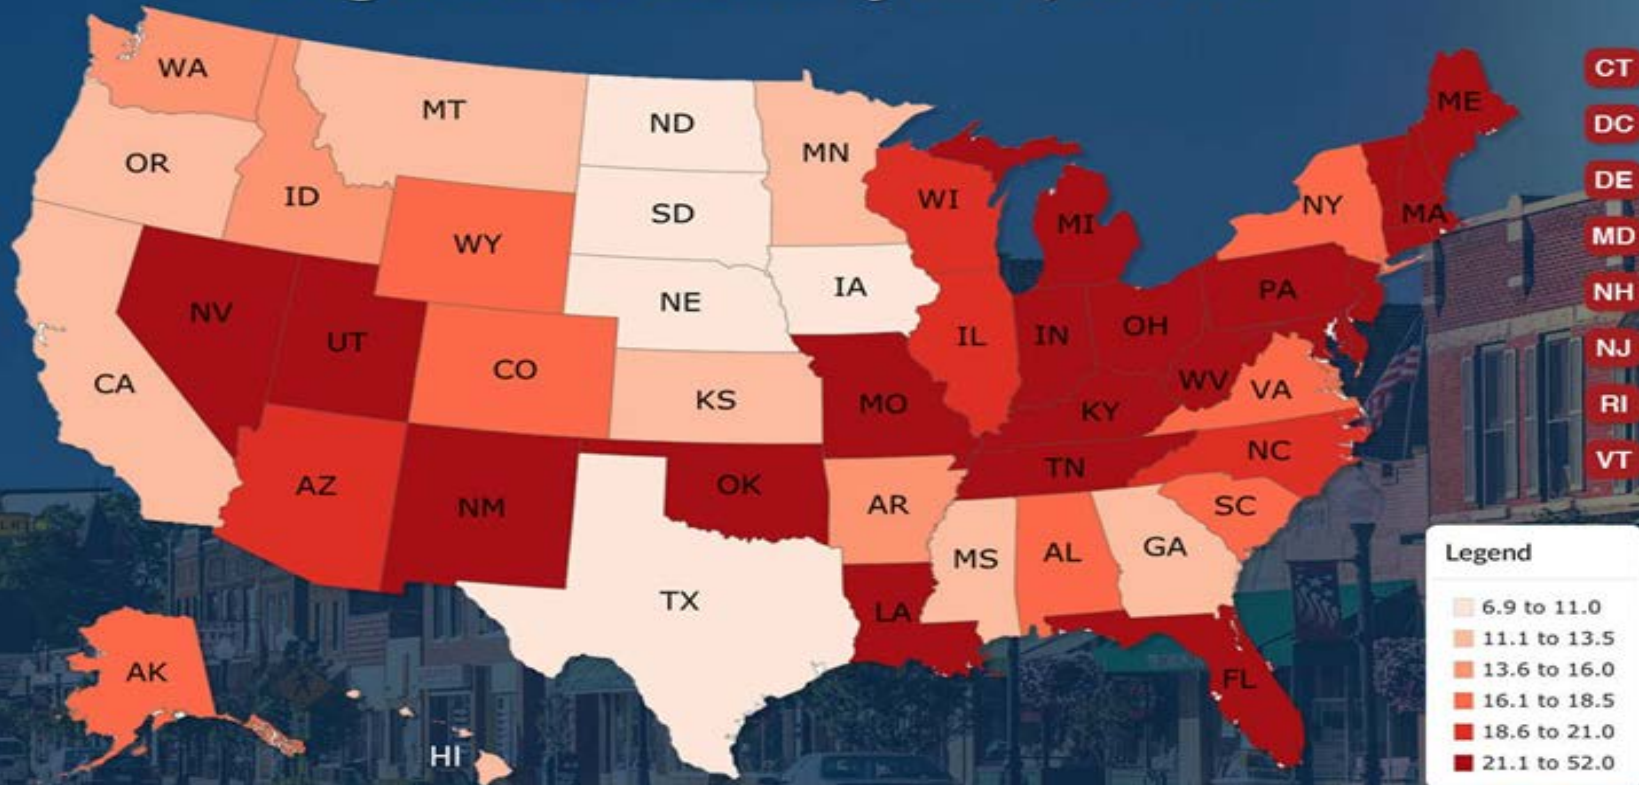 WA
MT
ND
MN
ME
CT
DC
DE
MD
NH
NJ
RI
VT
OR
ID
SD
WI
MI
NY
MA
WY
NV
UT
NE
IA
PA
CA
CO
KS
MO
IL
IN
OH
WV
VA
KY
AZ
NM
OK
AR
TN
NC
SC
TX
LA
MS
AL
GA
FL
AK
HI
Legend
6.9 to 11.0
11.1 to 13.5
13.6 to 16.0
16.1 to 18.5
18.6 to 21.0
21.1 to 52.0